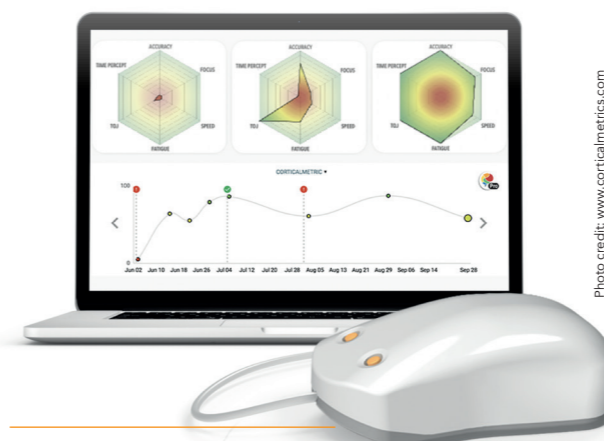 ACCURACY
TIME PERCEPT
FOCUS
TOJ
SPEED
FATIGUE
ACCURACY
TIME PERCEPT
FOCUS
TOJ
SPEED
FATIGUE
ACCURACY
TIME PERCEPT
FOCUS
TOJ
SPEED
FATIGUE
CORTICALMETRIC
Pro
100
0
Jun 02 Jun 10 Jun 18 Jun 26 Jul 04 Jul 12 Jul 20 Jul 28 Aug 05 Aug 13 Aug 21 Aug 29 Sep 06 Sep 14 Sep 28
Photo credit: www.corticalmetrics.com